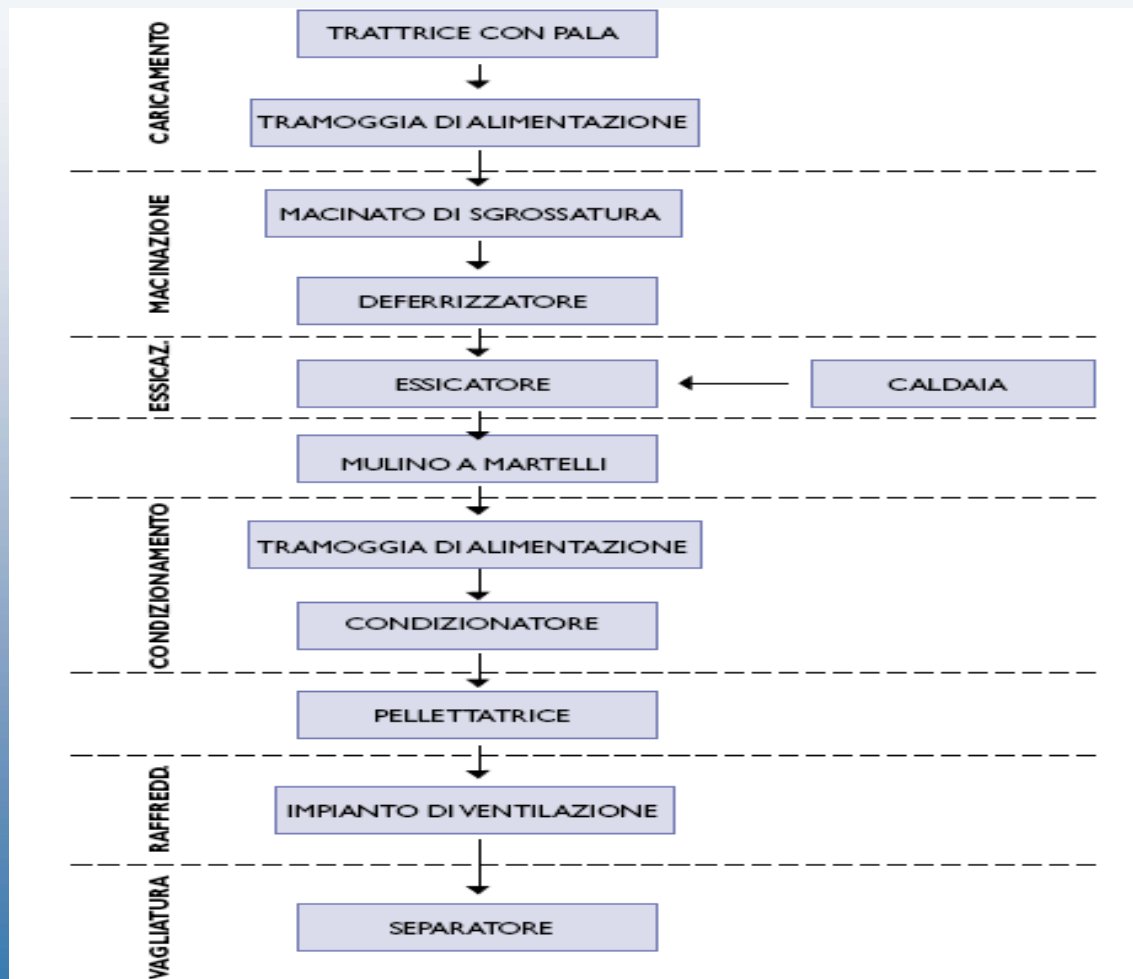 CARICAMENTO
TRATTRICE CON PALA
TRAMOGGIA DI ALIMENTAZIONE
MACINAZIONE
MACINATO DI SGROSSATURA
DEFERRIZZATORE
ESSICAZ.
ESSICATORE
CALDAIA
MULINO A MARTELLI
CONDIZIONAMENTO
TRAMOGGIA DI ALIMENTAZIONE
CONDIZIONATORE
PELLETTATRICE
RAFFREDD.
IMPIANTO DI VENTILAZIONE
VAGLIATURA
SEPARATORE